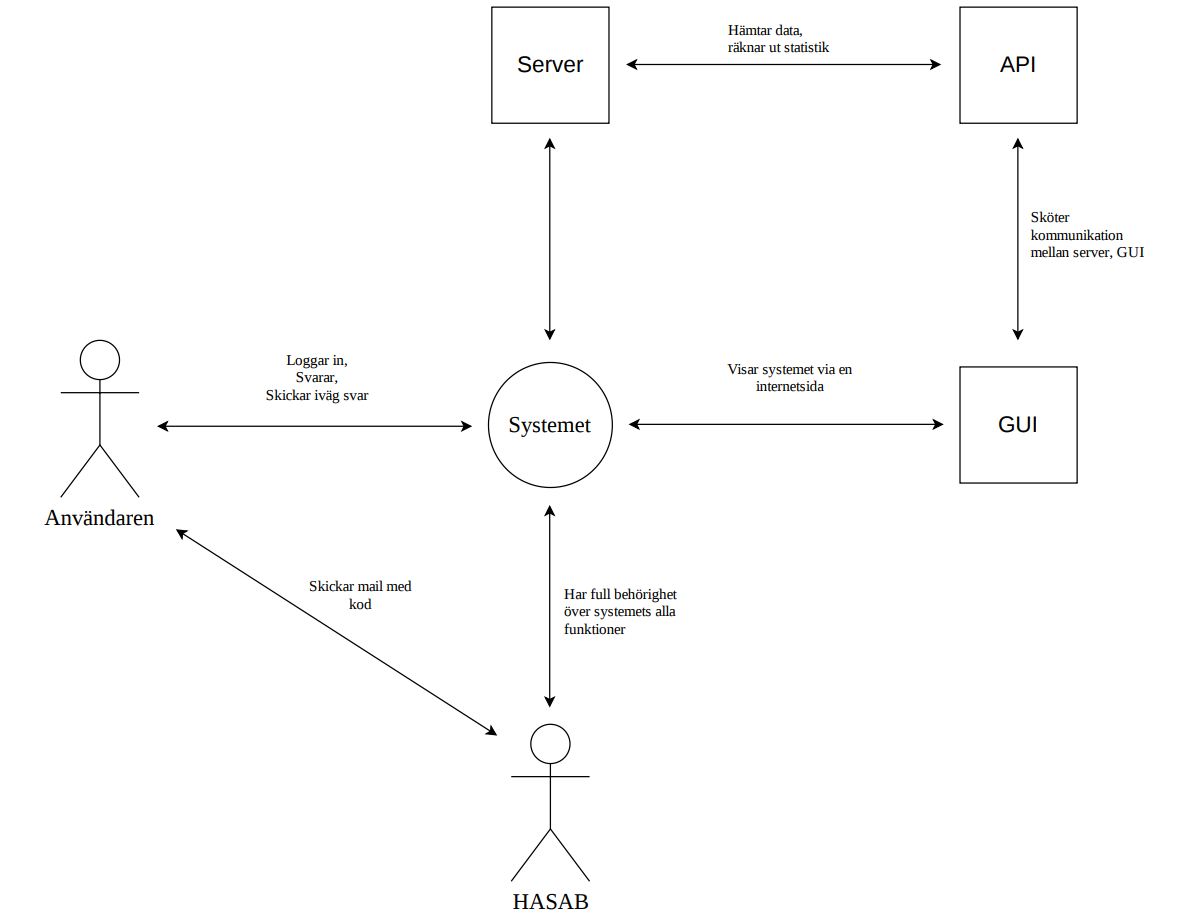 Server
Hämtar data,
räknar ut statistik
API
Sköter
kommunikation
mellan server, GUI
Loggar in,
Svarar,
Skickar iväg svar
Systemet
Visar systemet via en
internetsida
GUI
Användaren
Skickar mail med
kod
Har full behörighet
över systemets alla
funktioner
HASAB